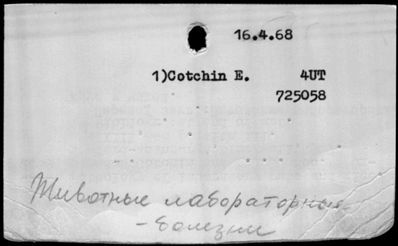 16.4.68
1)Cotchin E. 4UT
725058
Животные лабораторные
- болезни